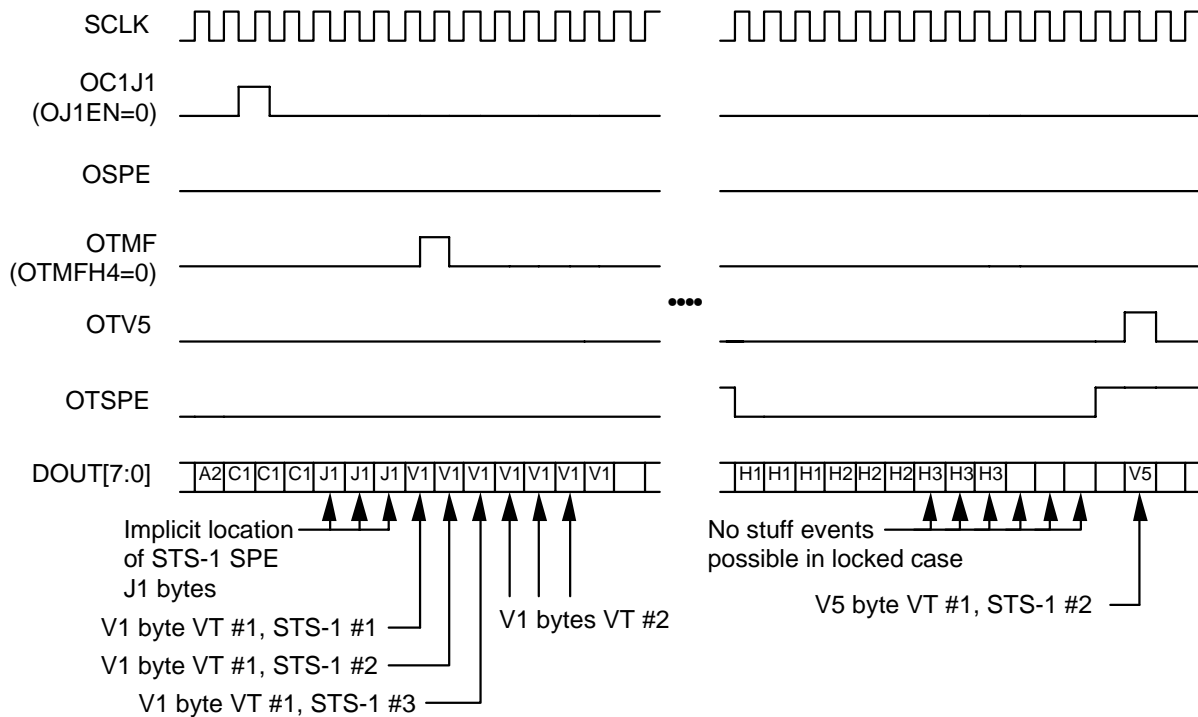 SCLK
OC1J1
(OJ1EN=0)
OSPE
OTMF
(OTMFH4=0)
OTV5
OTSPE
DOUT[7:0]
A2 C1 C1 C1 J1 J1 J1 V1 V1 V1 V1 V1 V1 V1
H1 H1 H1 H2 H2 H2 H3 H3 H3 V5
Implicit location
of STS-1 SPE
J1 bytes
No stuff events
possible in locked case
V1 byte VT #1, STS-1 #1
V1 bytes VT #2
V5 byte VT #1, STS-1 #2
V1 byte VT #1, STS-1 #2
V1 byte VT #1, STS-1 #3